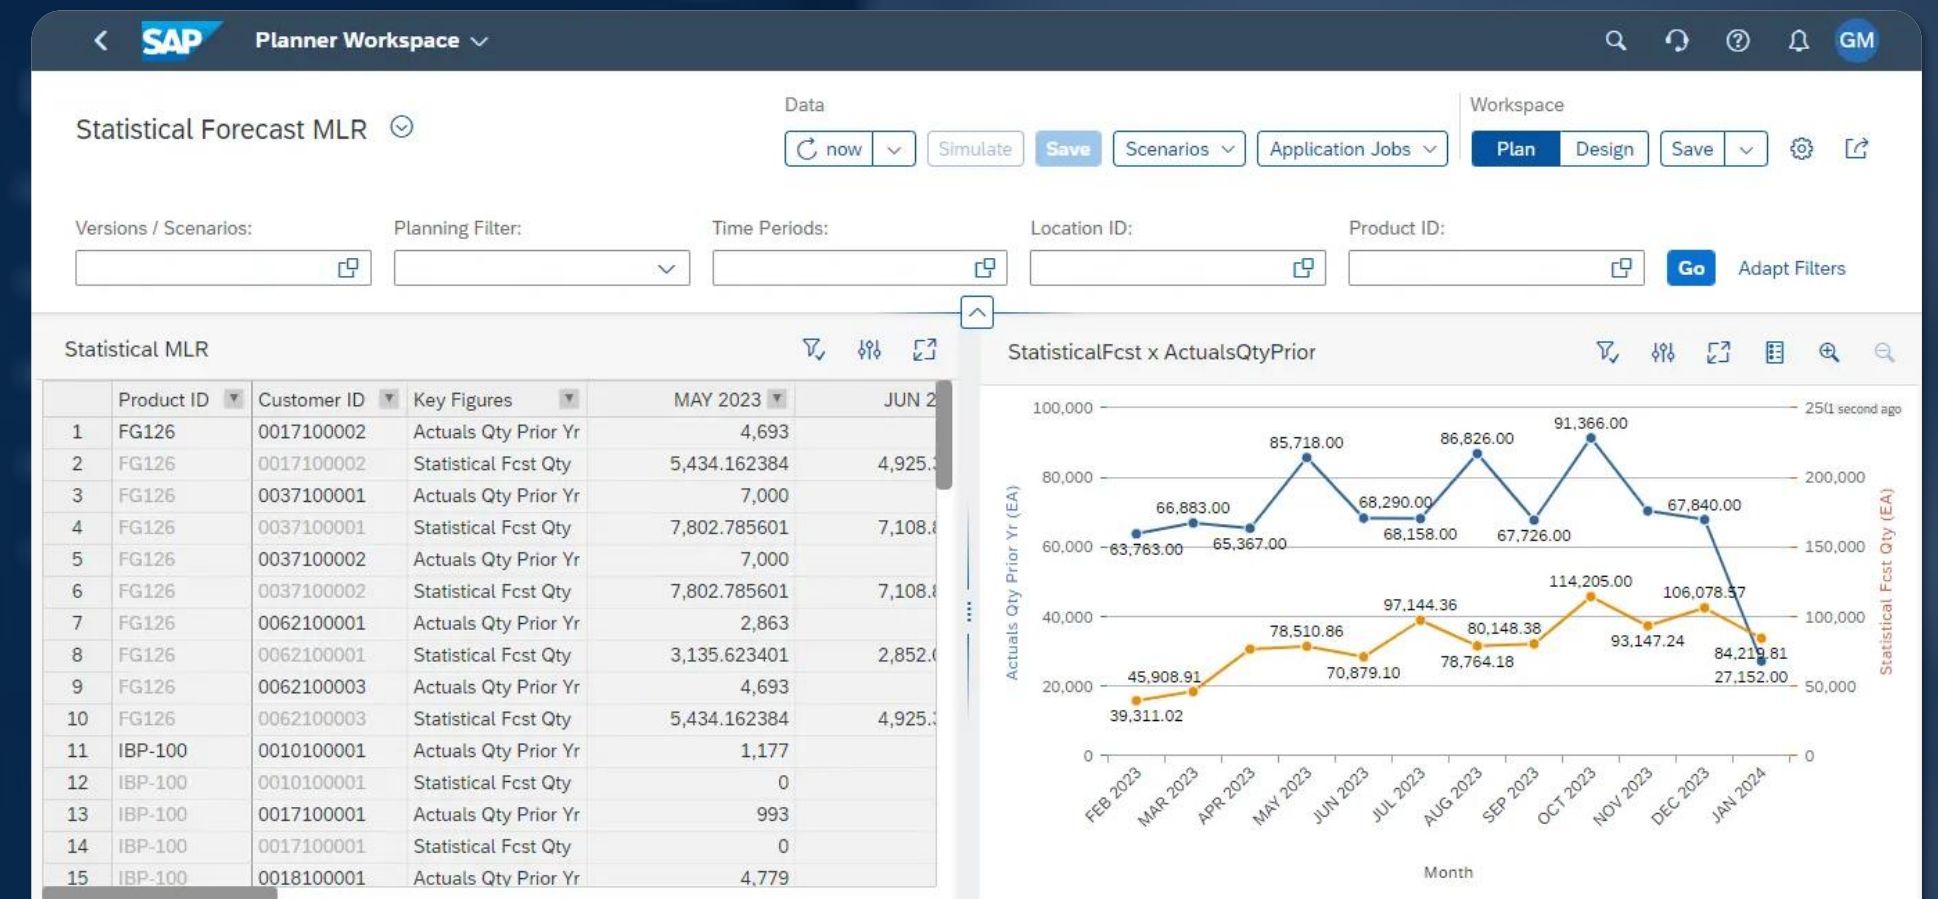 SAP
Planner Workspace
GM
Statistical Forecast MLR
Data
Workspace
now
Simulate
Save
Scenarios
Application Jobs
Plan
Design
Save
Versions / Scenarios:
Planning Filter:
Time Periods:
Location ID:
Product ID:
Go
Adapt Filters
Statistical MLR
Product ID Customer ID Key Figures MAY 2023 JUN 2
1 FG126 0017100002 Actuals Qty Prior Yr 4,693
2 FG126 0017100002 Statistical Fcst Qty 5,434.162384 4,925.
3 FG126 0037100001 Actuals Qty Prior Yr 7,000
4 FG126 0037100001 Statistical Fcst Qty 7,802.785601 7,108.
5 FG126 0037100002 Actuals Qty Prior Yr 7,000
6 FG126 0037100002 Statistical Fcst Qty 7,802.785601 7,108.
7 FG126 0062100001 Actuals Qty Prior Yr 2,863
8 FG126 0062100001 Statistical Fcst Qty 3,135.623401 2,852.
9 FG126 0062100003 Actuals Qty Prior Yr 4,693
10 FG126 0062100003 Statistical Fcst Qty 5,434.162384 4,925.
11 IBP-100 0010100001 Actuals Qty Prior Yr 1,177
12 IBP-100 0010100001 Statistical Fcst Qty 0
13 IBP-100 0017100001 Actuals Qty Prior Yr 993
14 IBP-100 0017100001 Statistical Fcst Qty 0
15 IBP-100 0018100001 Actuals Qty Prior Yr 4,779
StatisticalFcst x ActualsQtyPrior
Actuals Qty Prior Yr (EA)
100,000
80,000
60,000
40,000
20,000
0
63,763.00
66,883.00
65,367.00
85,718.00
68,290.00
68,158.00
86,826.00
67,726.00
91,366.00
67,840.00
27,152.00
39,311.02
45,908.91
78,510.86
70,879.10
97,144.36
78,764.18
80,148.38
114,205.00
93,147.24
106,078.57
84,219.81
25(1 second ago
200,000
150,000
100,000
50,000
0
Statistical Fcst Qty (EA)
FEB 2023
MAR 2023
APR 2023
MAY 2023
JUN 2023
JUL 2023
AUG 2023
SEP 2023
OCT 2023
NOV 2023
DEC 2023
JAN 2024
Month